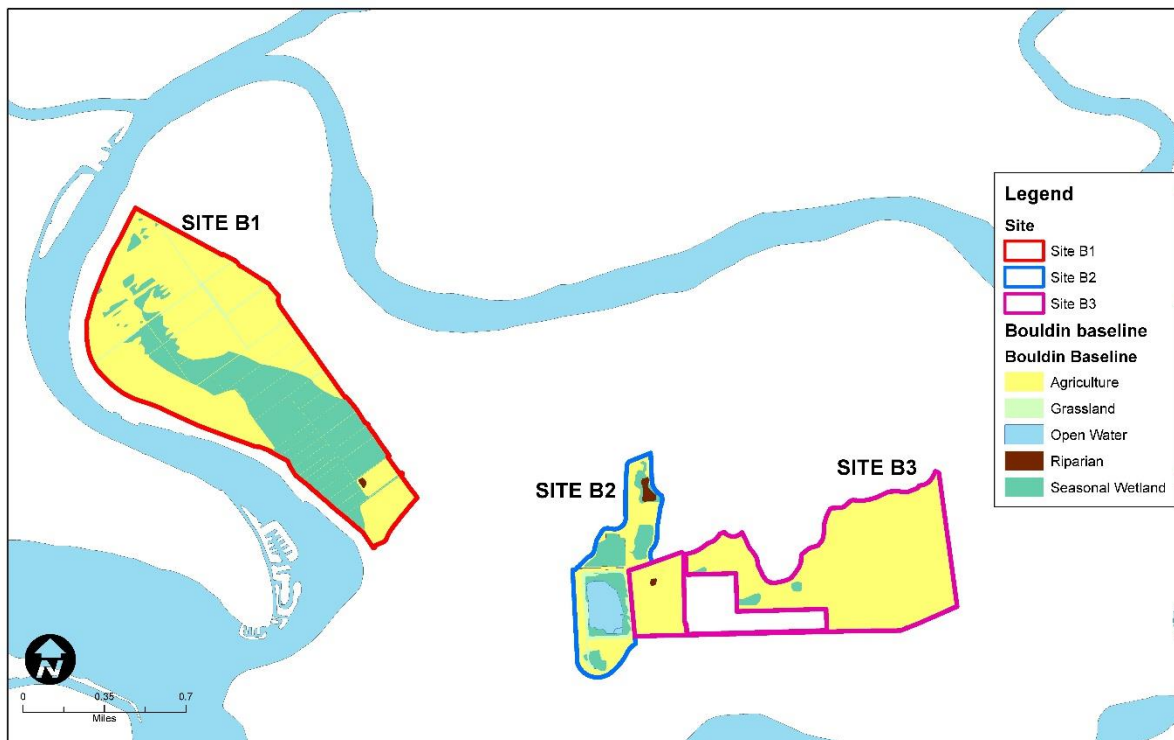 SITE B1
SITE B2
SITE B3
Legend
Site
Site B1
Site B2
Site B3
Bouldin baseline
Bouldin Baseline
Agriculture
Grassland
Open Water
Riparian
Seasonal Wetland
N
0 0.35 0.7
Miles